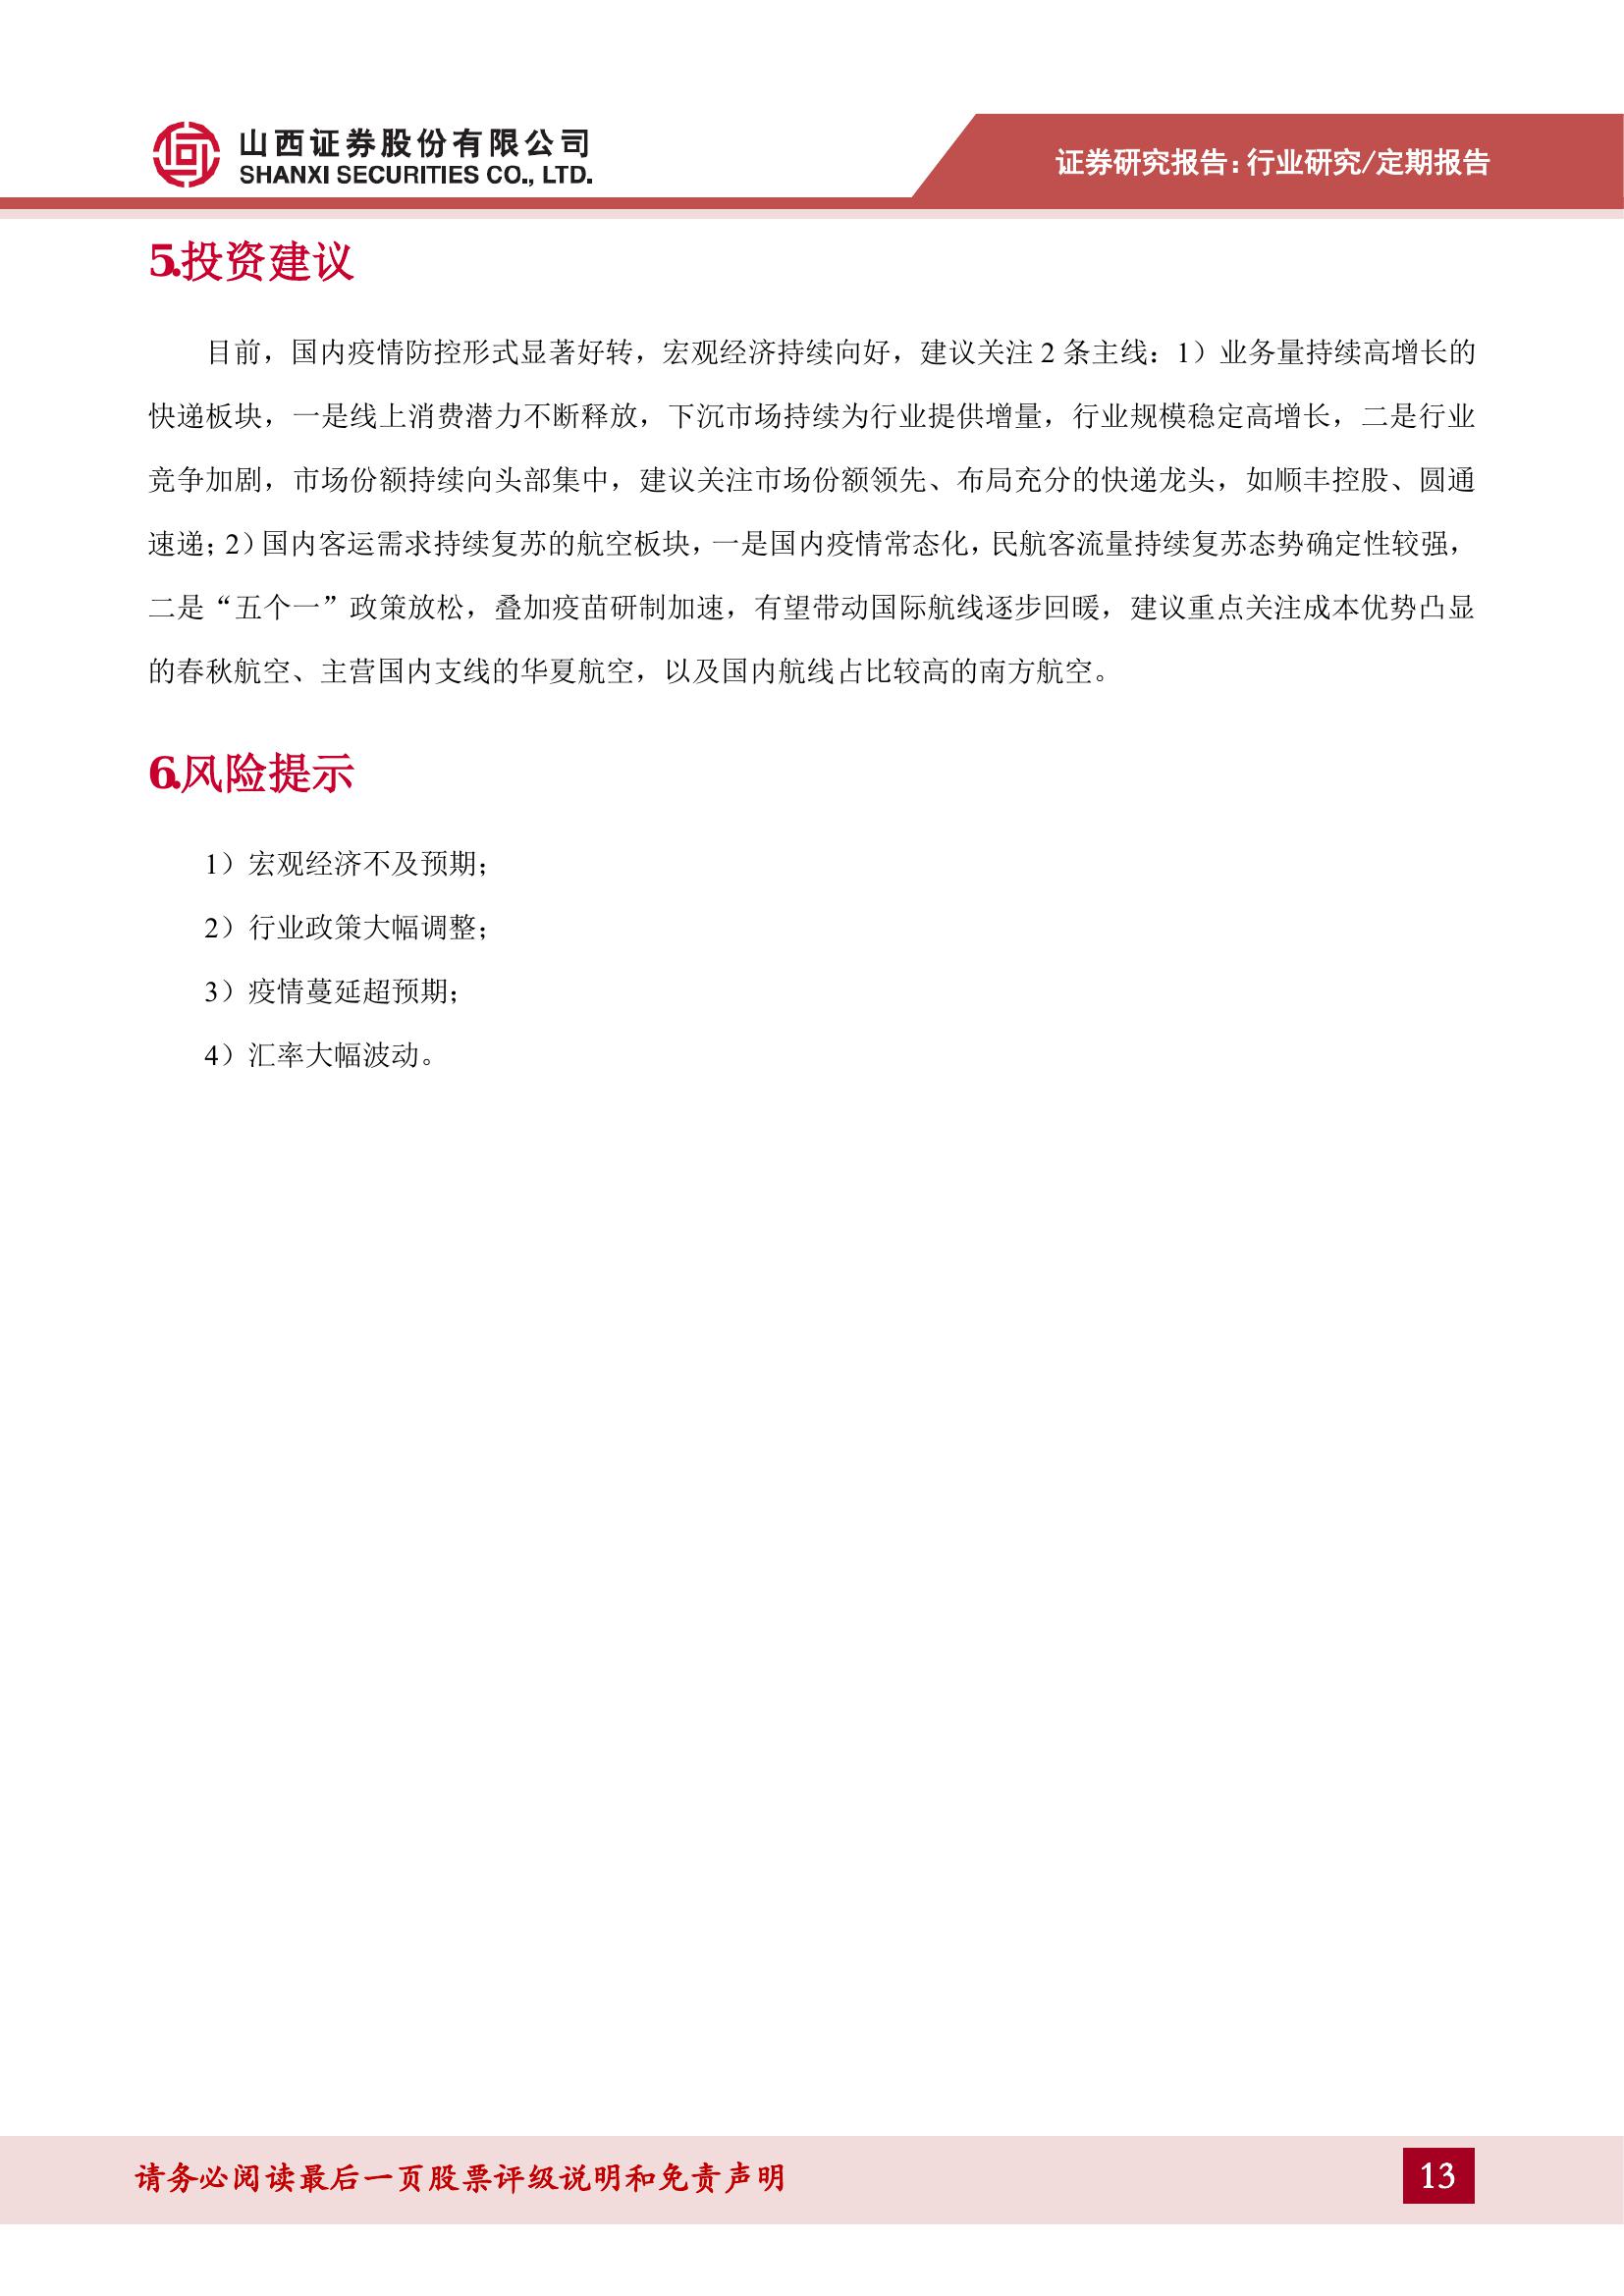 山西证券股份有限公司
SHANXI SECURITIES CO., LTD.
证券研究报告：行业研究/定期报告
5.投资建议
目前，国内疫情防控形式显著好转，宏观经济持续向好，建议关注 2 条主线：1）业务量持续高增长的
快递板块，一是线上消费潜力不断释放，下沉市场持续为行业提供增量，行业规模稳定高增长，二是行业
竞争加剧，市场份额持续向头部集中，建议关注市场份额领先、布局充分的快递龙头，如顺丰控股、圆通
速递；2）国内客运需求持续复苏的航空板块，一是国内疫情常态化，民航客流量持续复苏态势确定性较强，
二是“五个一”政策放松，叠加疫苗研制加速，有望带动国际航线逐步回暖，建议重点关注成本优势凸显
的春秋航空、主营国内支线的华夏航空，以及国内航线占比较高的南方航空。
6.风险提示
1）宏观经济不及预期；
2）行业政策大幅调整；
3）疫情蔓延超预期；
4）汇率大幅波动。
请务必阅读最后一页股票评级说明和免责声明
13